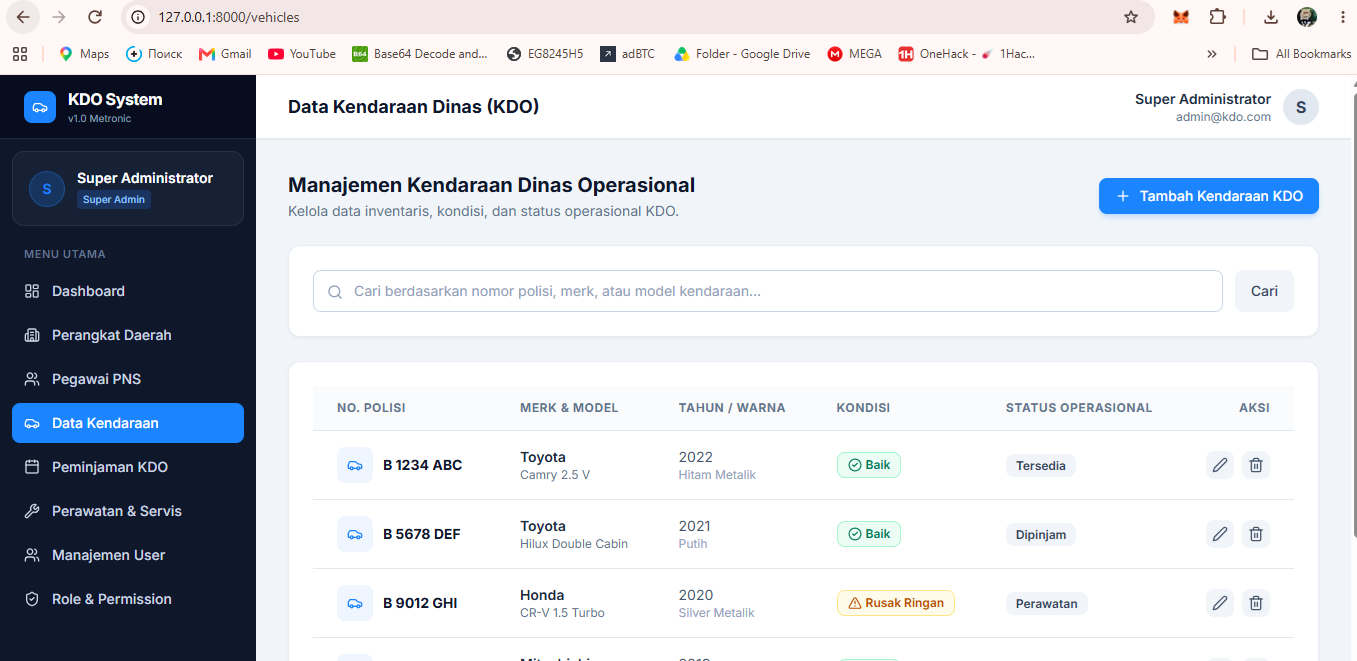 127.0.0.1:8000/vehicles
Maps
Поиск
Gmail
YouTube
Base64 Decode and...
EG8245H5
adBTC
Folder - Google Drive
MEGA
OneHack - 1Hac...
All Bookmarks
KDO System
v1.0 Metronic
S
Super Administrator
Super Admin
MENU UTAMA
Dashboard
Perangkat Daerah
Pegawai PNS
Data Kendaraan
Peminjaman KDO
Perawatan & Servis
Manajemen User
Role & Permission
Data Kendaraan Dinas (KDO)
Super Administrator
admin@kdo.com
S
Manajemen Kendaraan Dinas Operasional
Kelola data inventaris, kondisi, dan status operasional KDO.
+ Tambah Kendaraan KDO
Cari berdasarkan nomor polisi, merk, atau model kendaraan...
Cari
NO. POLISI MERK & MODEL TAHUN / WARNA KONDISI STATUS OPERASIONAL AKSI
B 1234 ABC Toyota 2022 Baik Tersedia
Camry 2.5 V Hitam Metalik
B 5678 DEF Toyota 2021 Baik Dipinjam
Hilux Double Cabin Putih
B 9012 GHI Honda 2020 Rusak Ringan Perawatan
CR-V 1.5 Turbo Silver Metalik